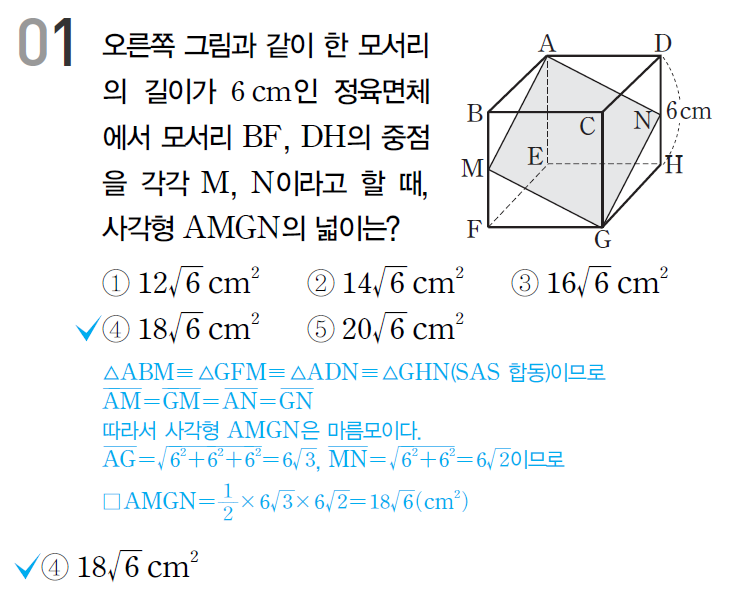 01
오른쪽 그림과 같이 한 모서리
의 길이가 6 cm인 정육면체
에서 모서리 BF, DH의 중점
을 각각 M, N이라고 할 때,
사각형 AMGN의 넓이는?
A D
B C N 6cm
M E H
F G
① 12√6 cm² ② 14√6 cm² ③ 16√6 cm²
④ 18√6 cm² ⑤ 20√6 cm²
△ABM≡△GFM≡△ADN≡△GHN(SAS 합동)이므로
A̅M̅=G̅M̅=A̅N̅=G̅N̅
따라서 사각형 AMGN은 마름모이다.
A̅G̅=√(6²+6²+6²)=6√3, M̅N̅=√(6²+6²)=6√2이므로
□AMGN=1/2×6√3×6√2=18√6(cm²)
④ 18√6 cm²